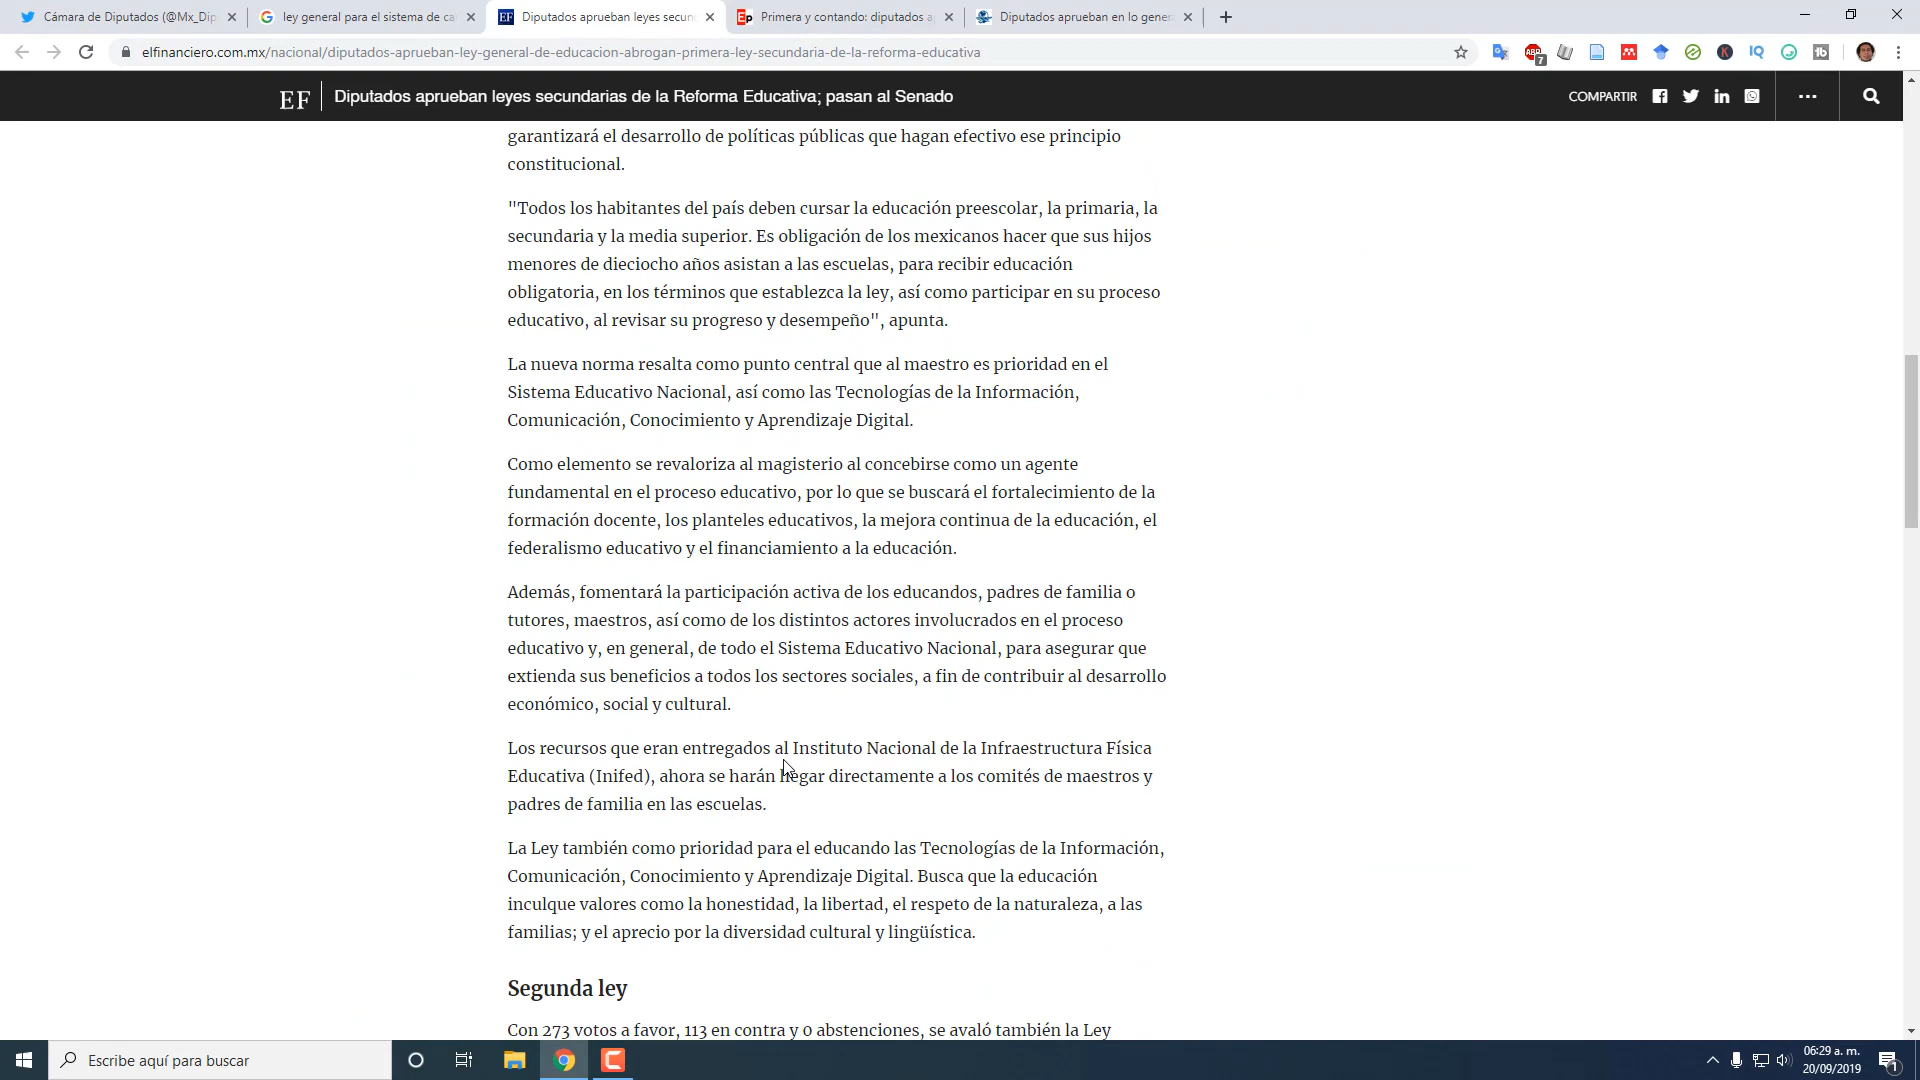 Cámara de Diputados (@Mx_Dip
ley general para el sistema de ca
Diputados aprueban leyes secun
Primera y contando: diputados a
Diputados aprueban en lo gener
elfinanciero.com.mx/nacional/diputados-aprueban-ley-general-de-educacion-abrogan-primera-ley-secundaria-de-la-reforma-educativa
EF
Diputados aprueban leyes secundarias de la Reforma Educativa; pasan al Senado
COMPARTIR
garantizará el desarrollo de políticas públicas que hagan efectivo ese principio
constitucional.
"Todos los habitantes del país deben cursar la educación preescolar, la primaria, la
secundaria y la media superior. Es obligación de los mexicanos hacer que sus hijos
menores de dieciocho años asistan a las escuelas, para recibir educación
obligatoria, en los términos que establezca la ley, así como participar en su proceso
educativo, al revisar su progreso y desempeño", apunta.
La nueva norma resalta como punto central que al maestro es prioridad en el
Sistema Educativo Nacional, así como las Tecnologías de la Información,
Comunicación, Conocimiento y Aprendizaje Digital.
Como elemento se revaloriza al magisterio al concebirse como un agente
fundamental en el proceso educativo, por lo que se buscará el fortalecimiento de la
formación docente, los planteles educativos, la mejora continua de la educación, el
federalismo educativo y el financiamiento a la educación.
Además, fomentará la participación activa de los educandos, padres de familia o
tutores, maestros, así como de los distintos actores involucrados en el proceso
educativo y, en general, de todo el Sistema Educativo Nacional, para asegurar que
extienda sus beneficios a todos los sectores sociales, a fin de contribuir al desarrollo
económico, social y cultural.
Los recursos que eran entregados al Instituto Nacional de la Infraestructura Física
Educativa (Inifed), ahora se harán llegar directamente a los comités de maestros y
padres de familia en las escuelas.
La Ley también como prioridad para el educando las Tecnologías de la Información,
Comunicación, Conocimiento y Aprendizaje Digital. Busca que la educación
inculque valores como la honestidad, la libertad, el respeto de la naturaleza, a las
familias; y el aprecio por la diversidad cultural y lingüística.
Segunda ley
Con 273 votos a favor, 113 en contra y 0 abstenciones, se avaló también la Ley
Escribe aquí para buscar
06:29 a. m.
20/09/2019